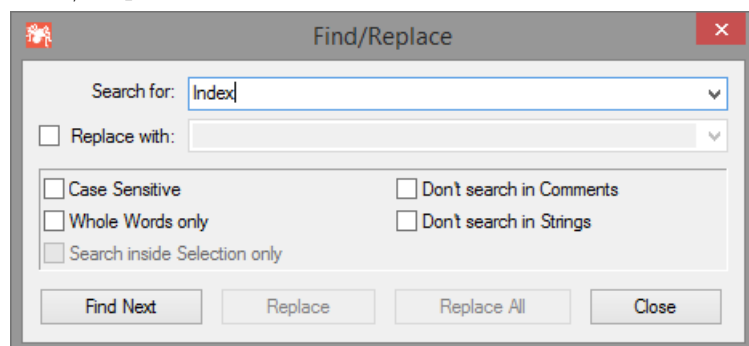 Find/Replace
Search for: Index
Replace with:
Case Sensitive Don't search in Comments
Whole Words only Don't search in Strings
Search inside Selection only
Find Next Replace Replace All Close